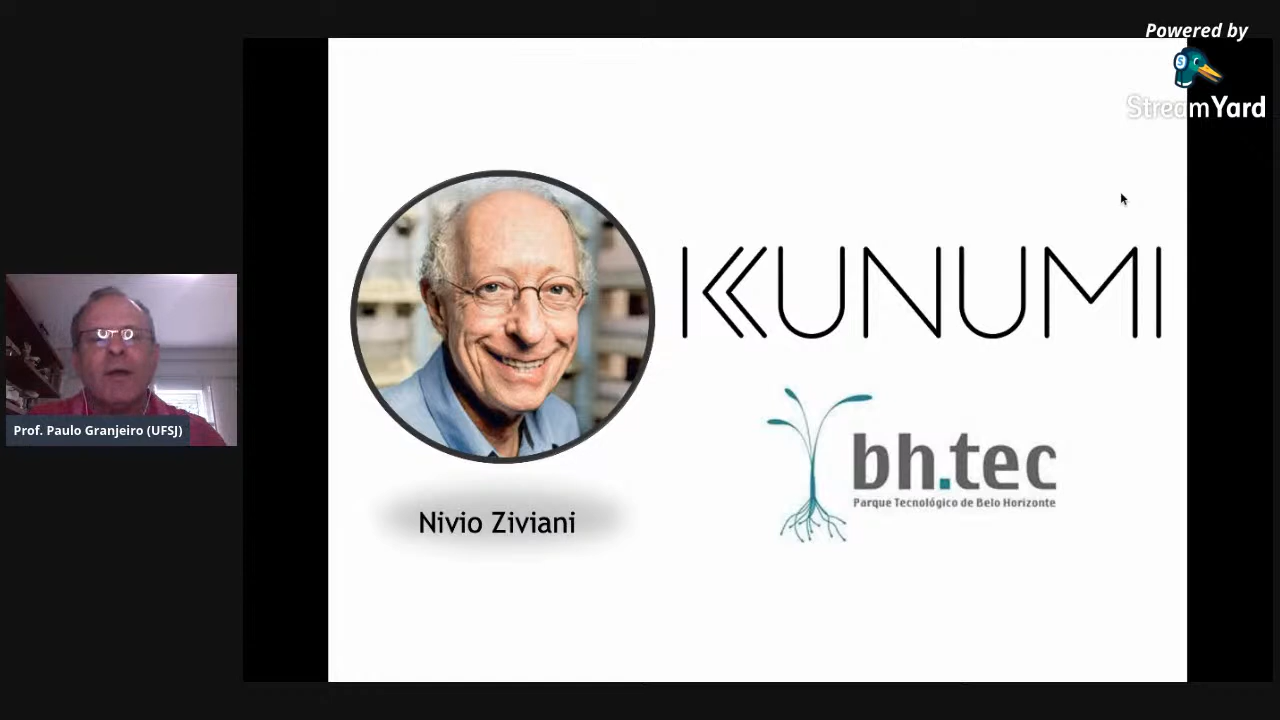 Powered by
StreamYard
KUNUMI
bh.tec
Parque Tecnológico de Belo Horizonte
Nivio Ziviani
Prof. Paulo Granjeiro (UFSJ)